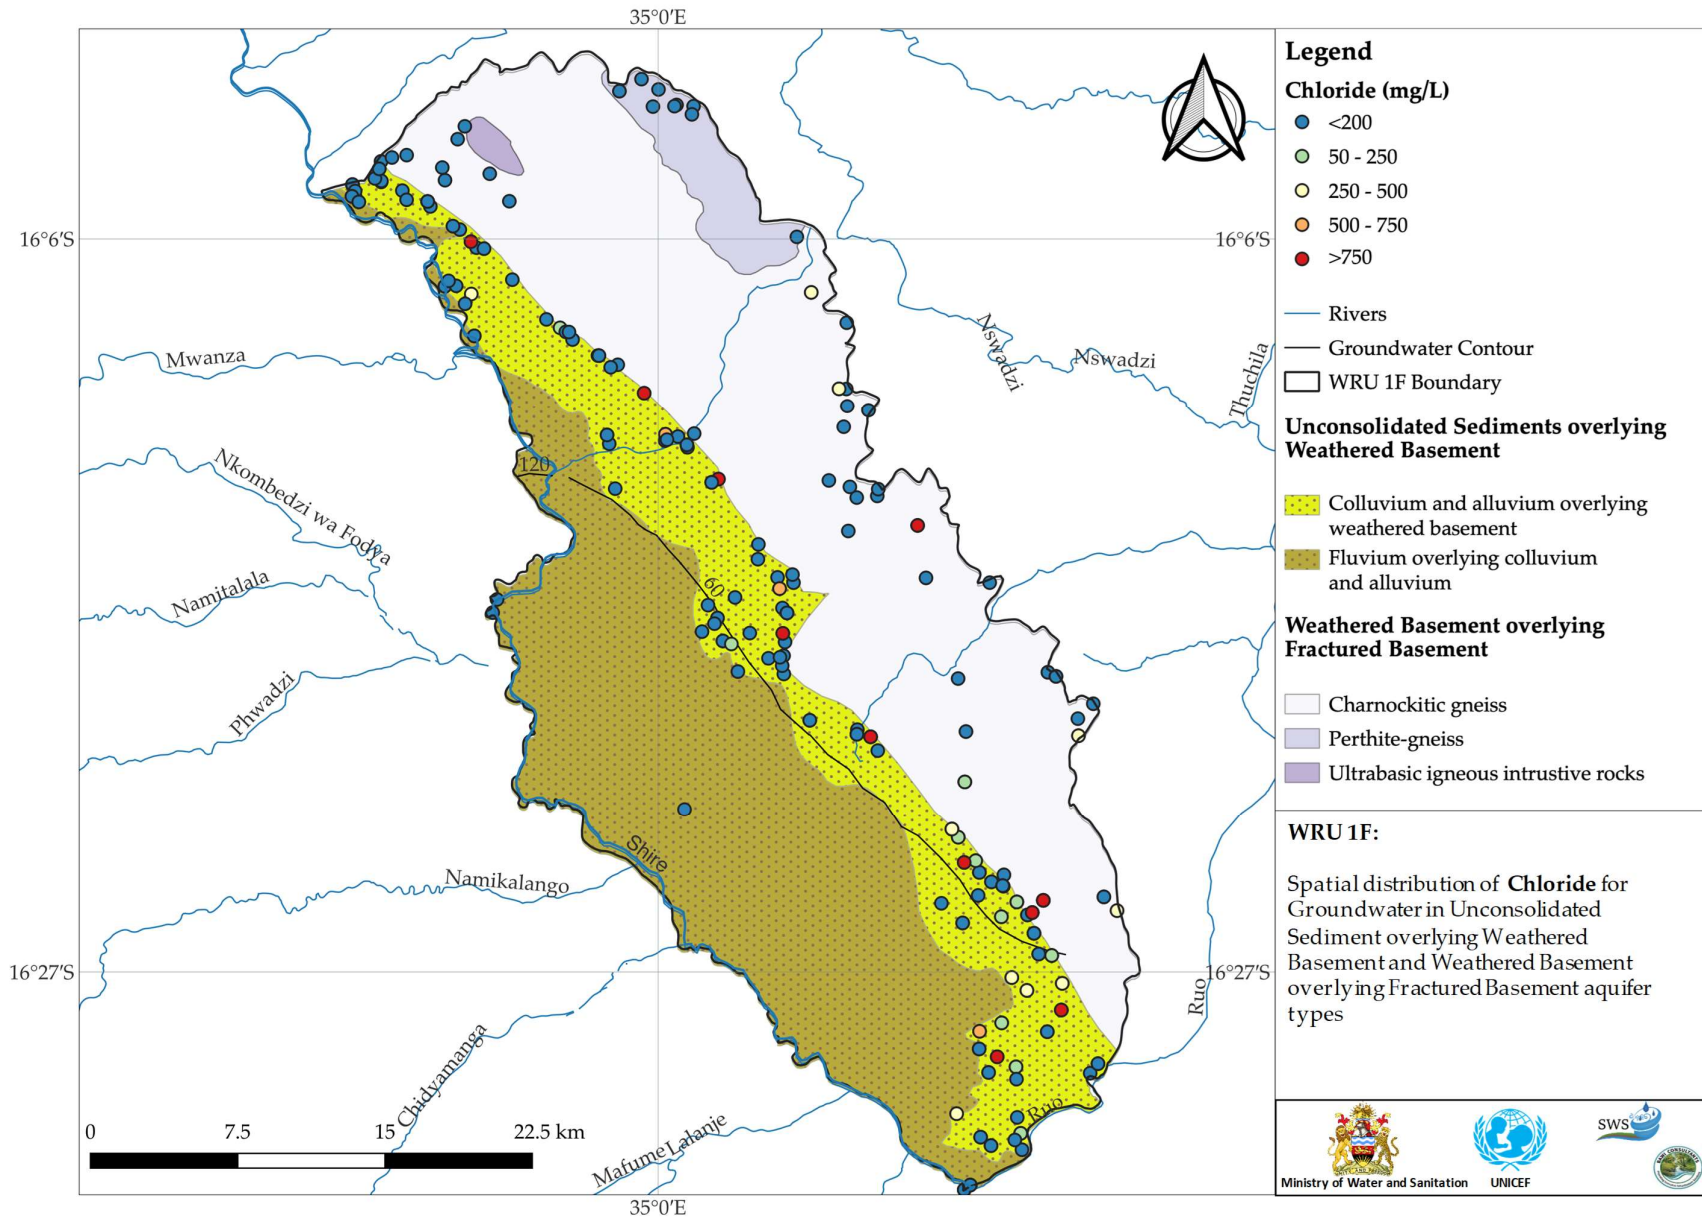 35°0′E
Legend
Chloride (mg/L)
<200
50 - 250
250 - 500
500 - 750
>750
Rivers
Groundwater Contour
WRU 1F Boundary
Unconsolidated Sediments overlying
Weathered Basement
Colluvium and alluvium overlying
weathered basement
Fluvium overlying colluvium
and alluvium
Weathered Basement overlying
Fractured Basement
Charnockitic gneiss
Perthite-gneiss
Ultrabasic igneous intrustive rocks
WRU 1F:
Spatial distribution of Chloride for
Groundwater in Unconsolidated
Sediment overlying Weathered
Basement and Weathered Basement
overlying Fractured Basement aquifer
types
Ministry of Water and Sanitation
UNICEF
SWS
16°6′S
16°6′S
Nswadzi
Nswadzi
Thuchila
Mwanza
120
Nkombedzi wa Fodya
Namitalala
60
Phwadzi
Shire
Namikalango
16°27′S
16°27′S
Ruo
Chidyamanga
Ruo
Mafume Lalanje
0 7.5 15 22.5 km
35°0′E